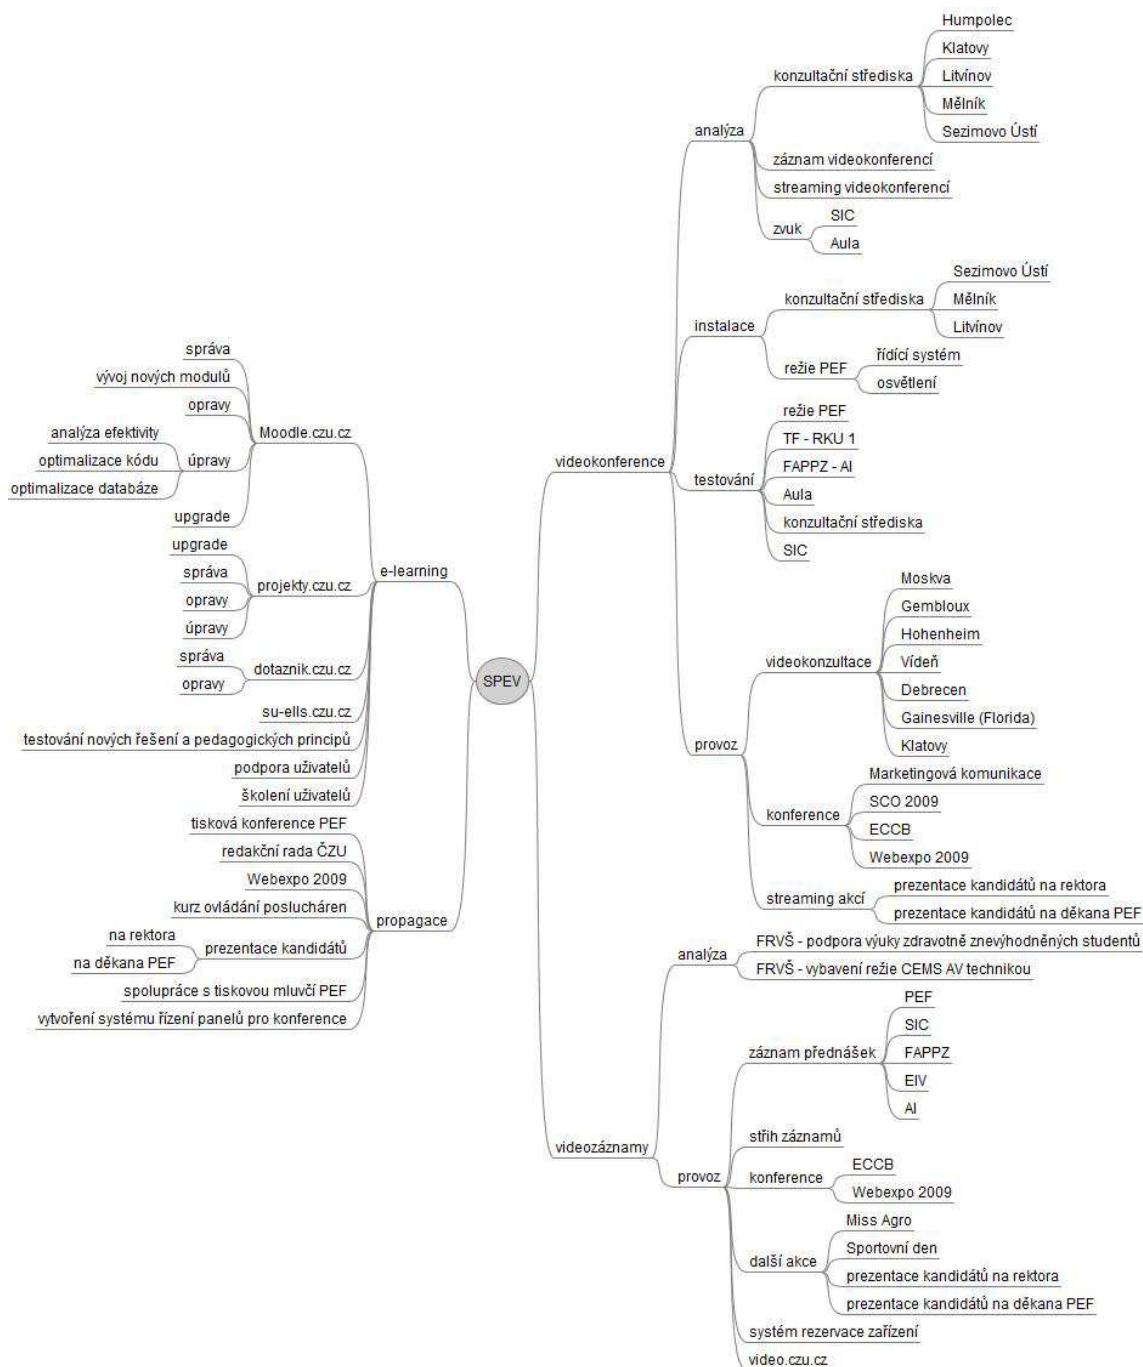 SPEV
videokonference
analýza
konzultační střediska
Humpolec
Klatovy
Litvínov
Mělník
Sezimovo Ústí
záznam videokonferencí
streaming videokonferencí
zvuk
SIC
Aula
instalace
konzultační střediska
Sezimovo Ústí
Mělník
Litvínov
režie PEF
řídící systém
osvětlení
testování
režie PEF
TF - RKU 1
FAPPZ - AI
Aula
konzultační střediska
SIC
provoz
videokonzultace
Moskva
Gembloux
Hohenheim
Vídeň
Debrecen
Gainesville (Florida)
Klatovy
konference
Marketingová komunikace
SCO 2009
ECCB
Webexpo 2009
streaming akcí
prezentace kandidátů na rektora
prezentace kandidátů na děkana PEF
videozáznamy
analýza
FRVŠ - podpora výuky zdravotně znevýhodněných studentů
FRVŠ - vybavení režie CEMS AV technikou
provoz
záznam přednášek
PEF
SIC
FAPPZ
EIV
AI
střih záznamů
konference
ECCB
Webexpo 2009
další akce
Miss Agro
Sportovní den
prezentace kandidátů na rektora
prezentace kandidátů na děkana PEF
systém rezervace zařízení
video.czu.cz
e-learning
Moodle.czu.cz
správa
vývoj nových modulů
opravy
úpravy
analýza efektivity
optimalizace kódu
optimalizace databáze
upgrade
projekty.czu.cz
upgrade
správa
opravy
úpravy
dotaznik.czu.cz
správa
opravy
su-ells.czu.cz
testování nových řešení a pedagogických principů
podpora uživatelů
školení uživatelů
propagace
tisková konference PEF
redakční rada ČZU
Webexpo 2009
kurz ovládání poslucháren
prezentace kandidátů
na rektora
na děkana PEF
spolupráce s tiskovou mluvčí PEF
vytvoření systému řízení panelů pro konference